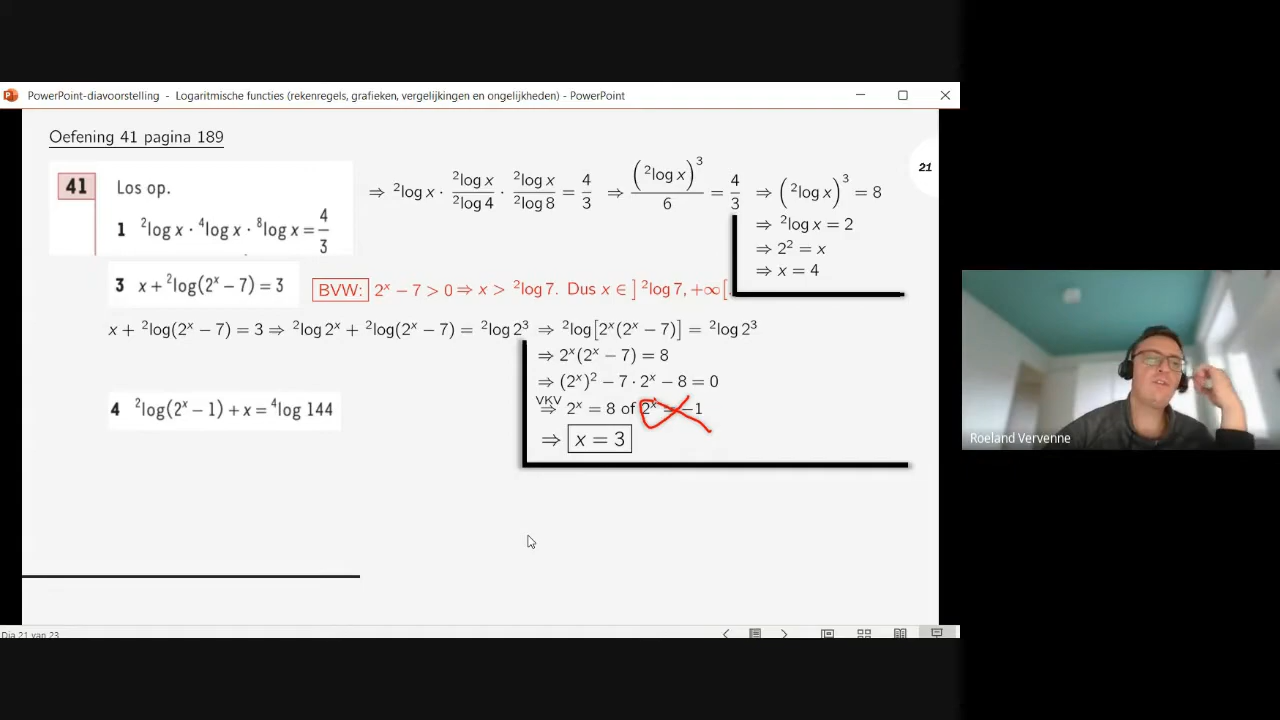 PowerPoint-diavoorstelling - Logaritmische functies (rekenregels, grafieken, vergelijkingen en ongelijkheden) - PowerPoint
Oefening 41 pagina 189
21
41 Los op.
1 ²log x · ⁴log x · ⁸log x = 4/3
⇒ ²log x · ²log x / ²log 4 · ²log x / ²log 8 = 4/3 ⇒ (²log x)³ / 6 = 4/3 ⇒ (²log x)³ = 8
⇒ ²log x = 2
⇒ 2² = x
⇒ x = 4
3 x + ²log(2ˣ − 7) = 3
BVW: 2ˣ − 7 > 0 ⇒ x > ²log 7. Dus x ∈ ] ²log 7, +∞[.
x + ²log(2ˣ − 7) = 3 ⇒ ²log 2ˣ + ²log(2ˣ − 7) = ²log 2³ ⇒ ²log[2ˣ(2ˣ − 7)] = ²log 2³
⇒ 2ˣ(2ˣ − 7) = 8
⇒ (2ˣ)² − 7 · 2ˣ − 8 = 0
VKV
⇒ 2ˣ = 8 of 2ˣ = −1
⇒ x = 3
4 ²log(2ˣ − 1) + x = ⁴log 144
Roeland Vervenne
Dia 21 van 23